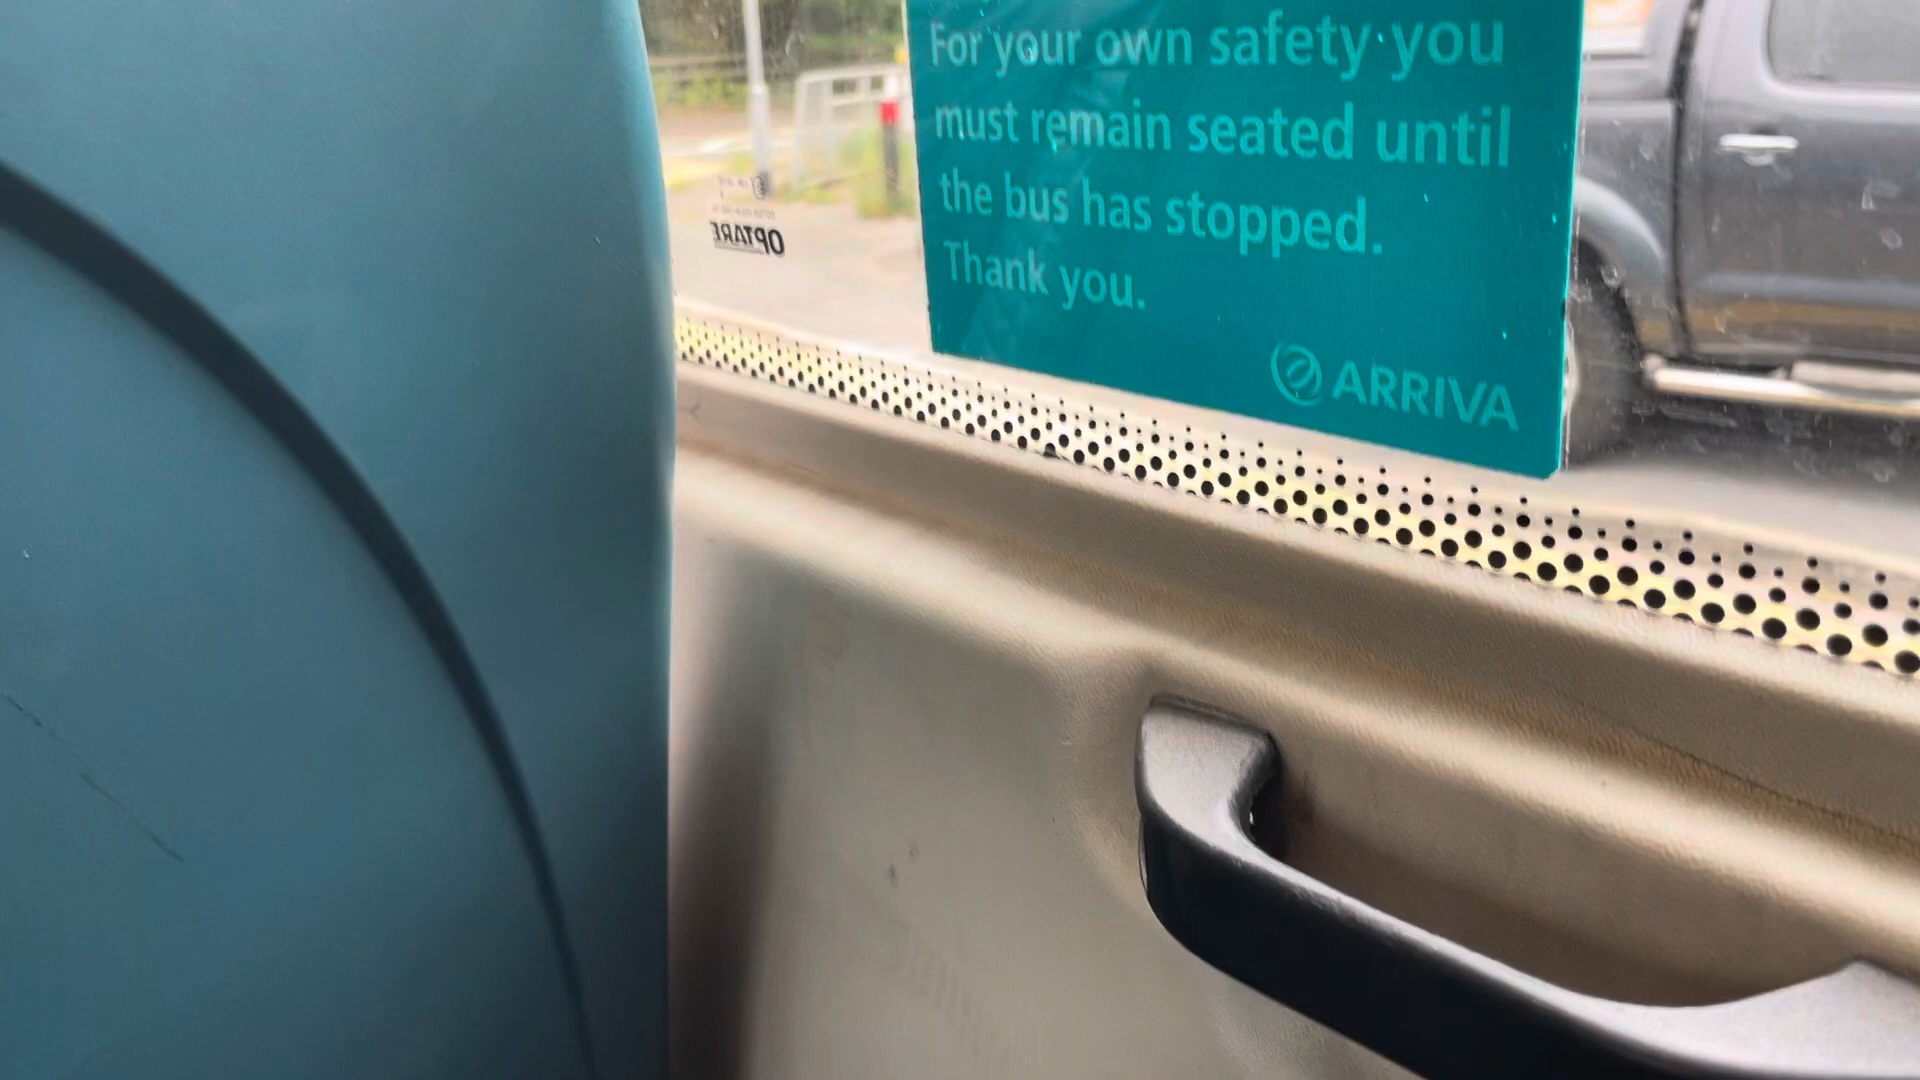 For your own safety you
must remain seated until
the bus has stopped.
Thank you.
ARRIVA
OPTARE